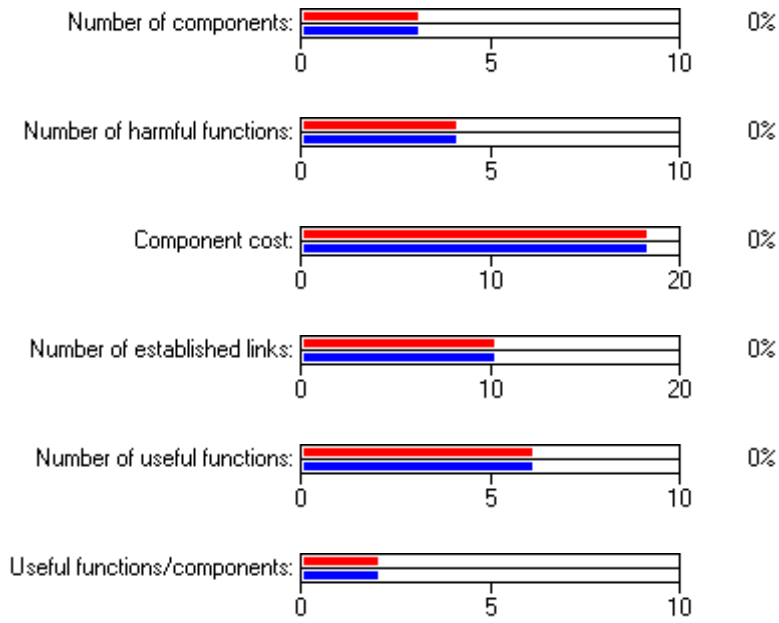 Number of components: 0%
0 5 10
Number of harmful functions: 0%
0 5 10
Component cost: 0%
0 10 20
Number of established links: 0%
0 10 20
Number of useful functions: 0%
0 5 10
Useful functions/components:
0 5 10